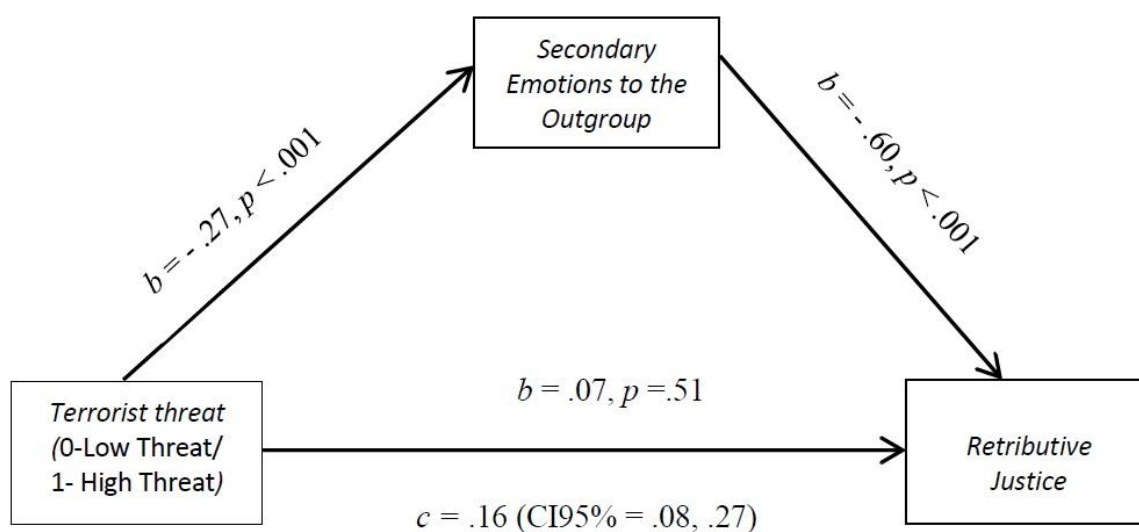 Secondary
Emotions to the
Outgroup
b = - .27, p < .001
b = - .60, p < .001
b = .07, p =.51
Terrorist threat
(0-Low Threat/
1- High Threat)
Retributive
Justice
c = .16 (CI95% = .08, .27)